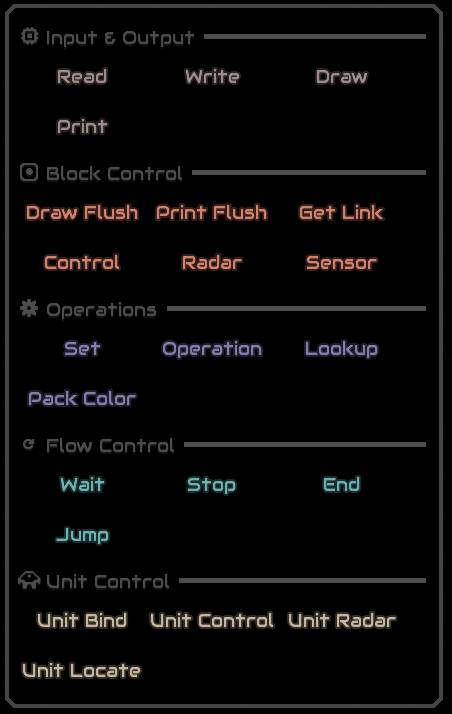 Input & Output
Read Write Draw
Print
Block Control
Draw Flush Print Flush Get Link
Control Radar Sensor
Operations
Set Operation Lookup
Pack Color
Flow Control
Wait Stop End
Jump
Unit Control
Unit Bind Unit Control Unit Radar
Unit Locate